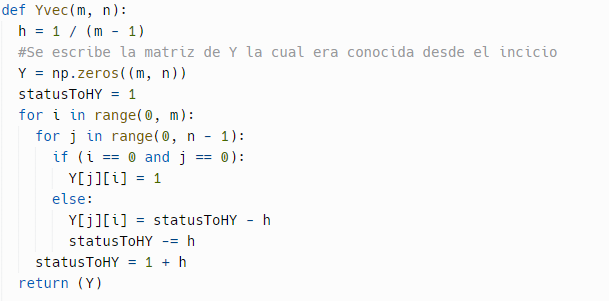 def Yvec(m, n):
  h = 1 / (m - 1)
  #Se escribe la matriz de Y la cual era conocida desde el incicio
  Y = np.zeros((m, n))
  statusToHY = 1
  for i in range(0, m):
    for j in range(0, n - 1):
      if (i == 0 and j == 0):
        Y[j][i] = 1
      else:
        Y[j][i] = statusToHY - h
        statusToHY -= h
    statusToHY = 1 + h
  return (Y)